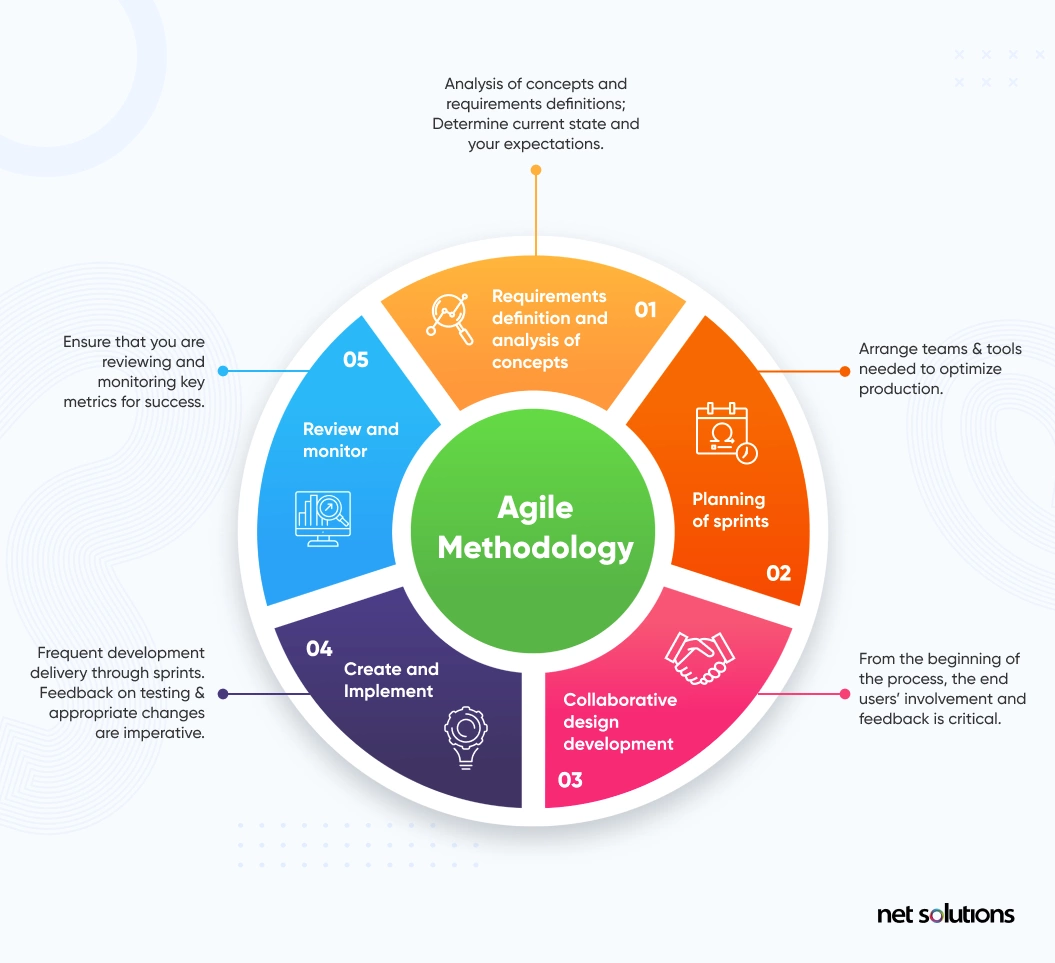 Analysis of concepts and
requirements definitions;
Determine current state and
your expectations.
Requirements
definition and
analysis of
concepts
01
Arrange teams & tools
needed to optimize
production.
Planning
of sprints
02
From the beginning of
the process, the end
users’ involvement and
feedback is critical.
Collaborative
design
development
03
Frequent development
delivery through sprints.
Feedback on testing &
appropriate changes
are imperative.
04
Create and
Implement
Ensure that you are
reviewing and
monitoring key
metrics for success.
05
Review and
monitor
Agile
Methodology
net solutions